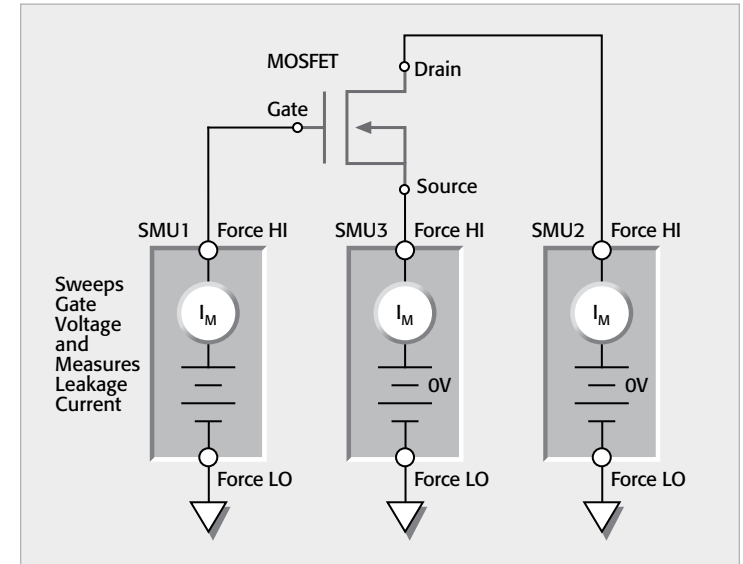 MOSFET
Drain
Gate
Source
SMU1 Force HI
SMU3 Force HI
SMU2 Force HI
Sweeps
Gate
Voltage
and
Measures
Leakage
Current
IM
IM
IM
0V
0V
Force LO
Force LO
Force LO